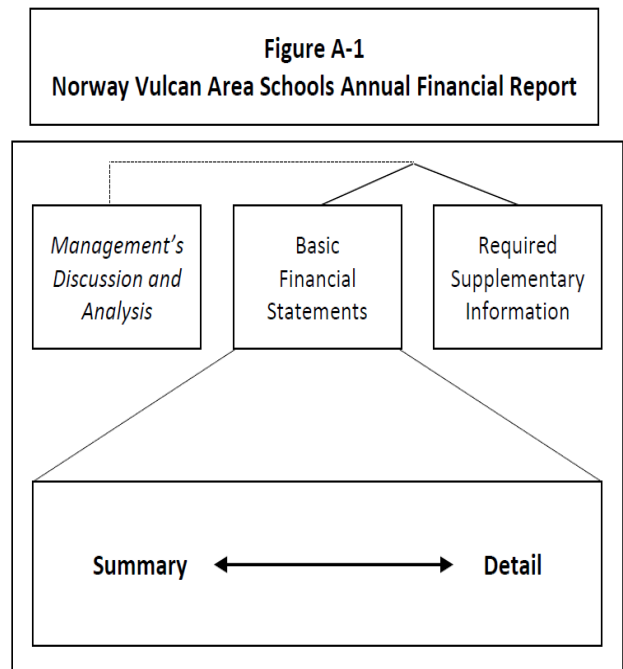 Figure A-1
Norway Vulcan Area Schools Annual Financial Report
Management's
Discussion and
Analysis
Basic
Financial
Statements
Required
Supplementary
Information
Summary
Detail